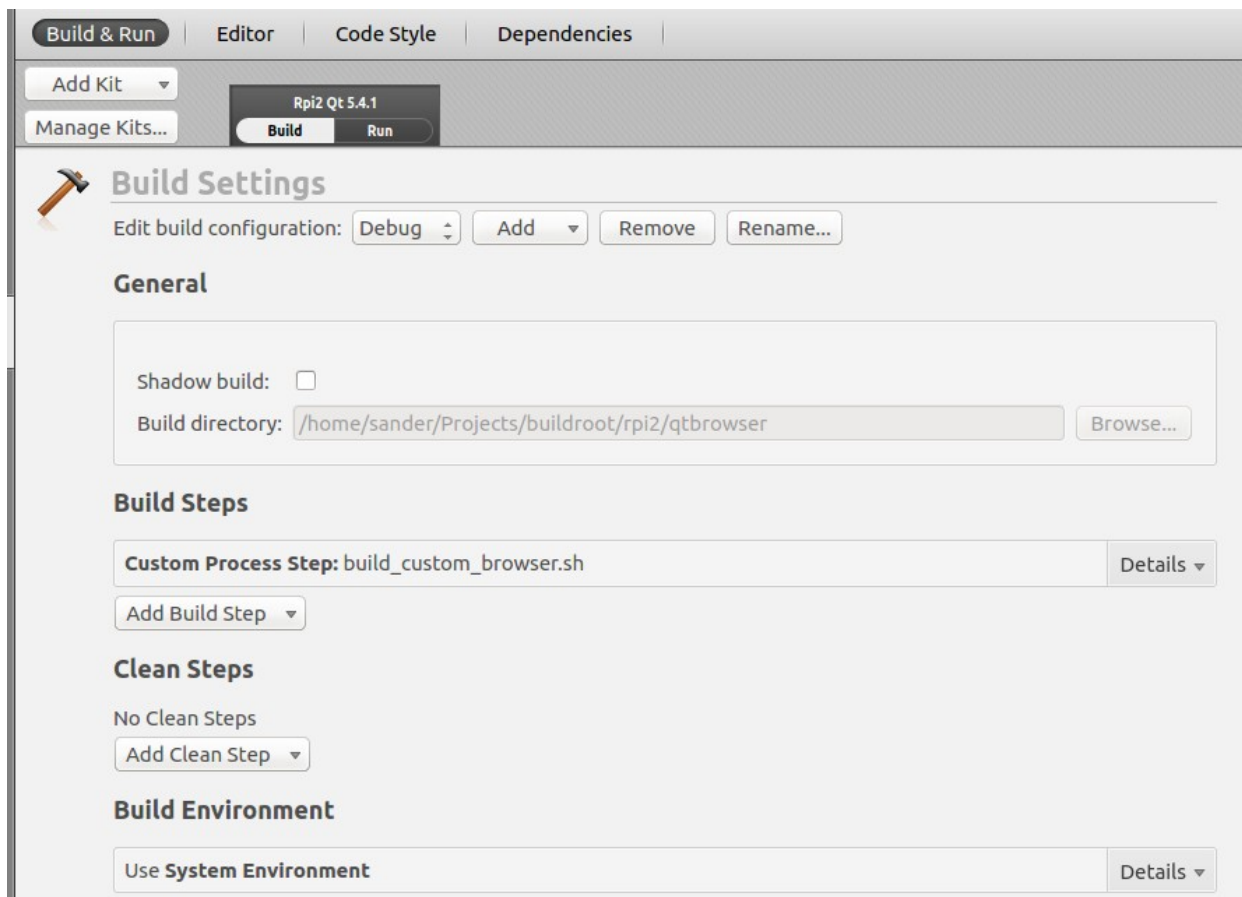 Build & Run Editor Code Style Dependencies
Add Kit
Manage Kits...
Rpi2 Qt 5.4.1
Build Run
Build Settings
Edit build configuration: Debug Add Remove Rename...
General
Shadow build:
Build directory: /home/sander/Projects/buildroot/rpi2/qtbrowser Browse...
Build Steps
Custom Process Step: build_custom_browser.sh Details
Add Build Step
Clean Steps
No Clean Steps
Add Clean Step
Build Environment
Use System Environment Details